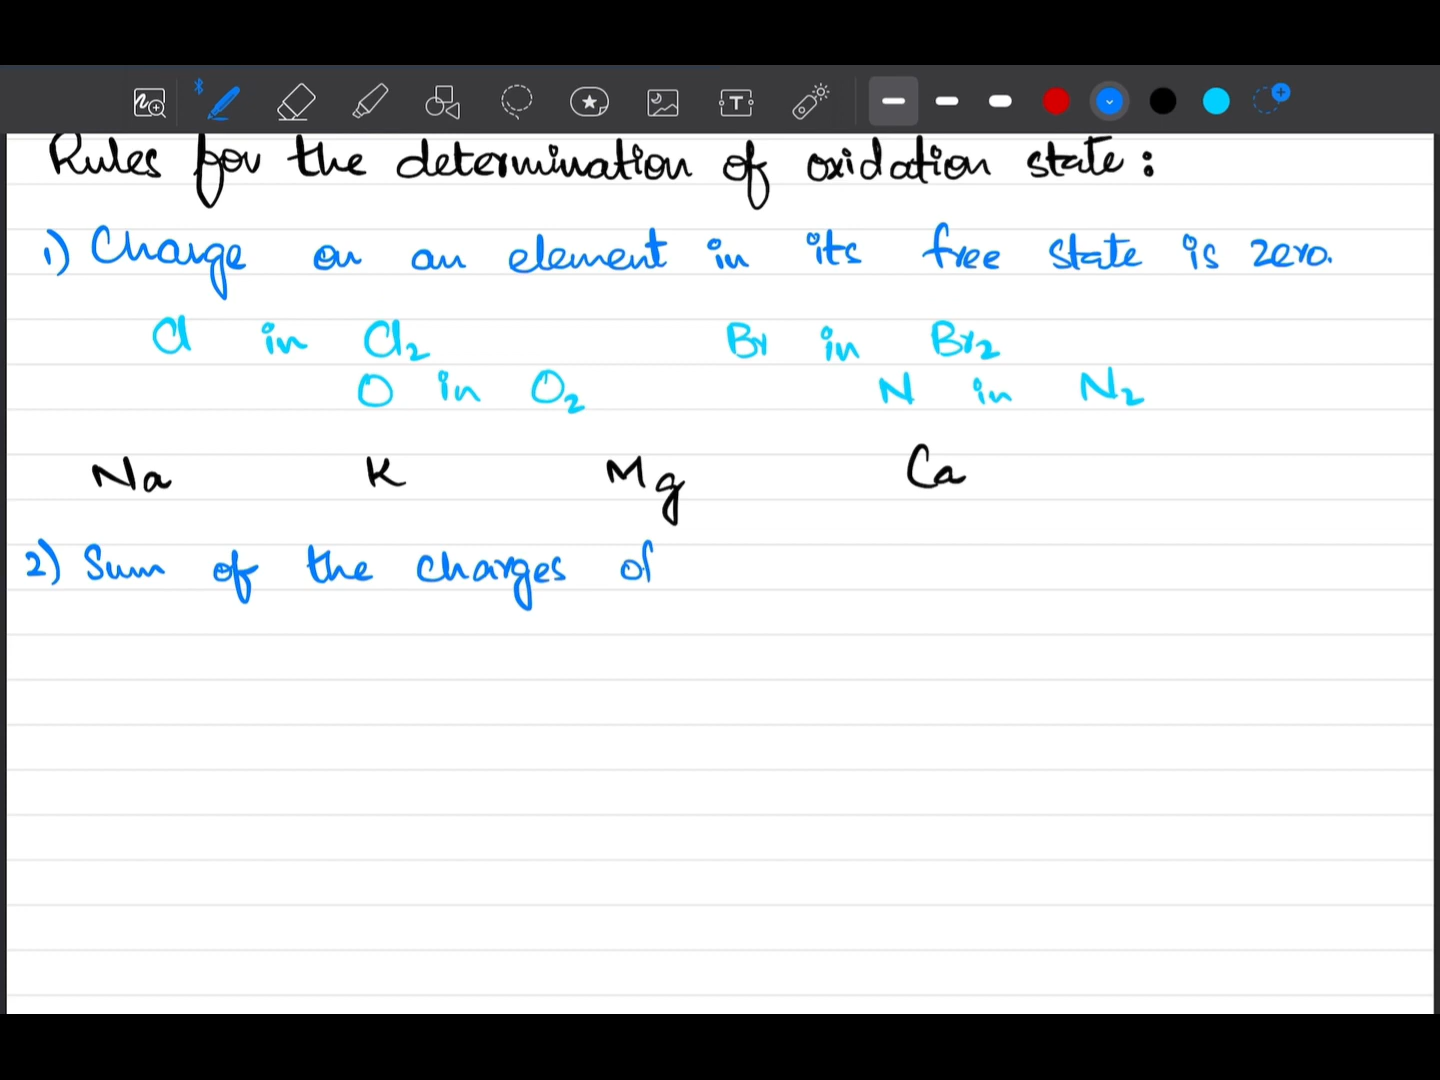 Rules for the determination of oxidation state :
1) Charge on an element in its free state is zero.
Cl in Cl2 Br in Br2
O in O2 N in N2
Na K Mg Ca
2) Sum of the charges of